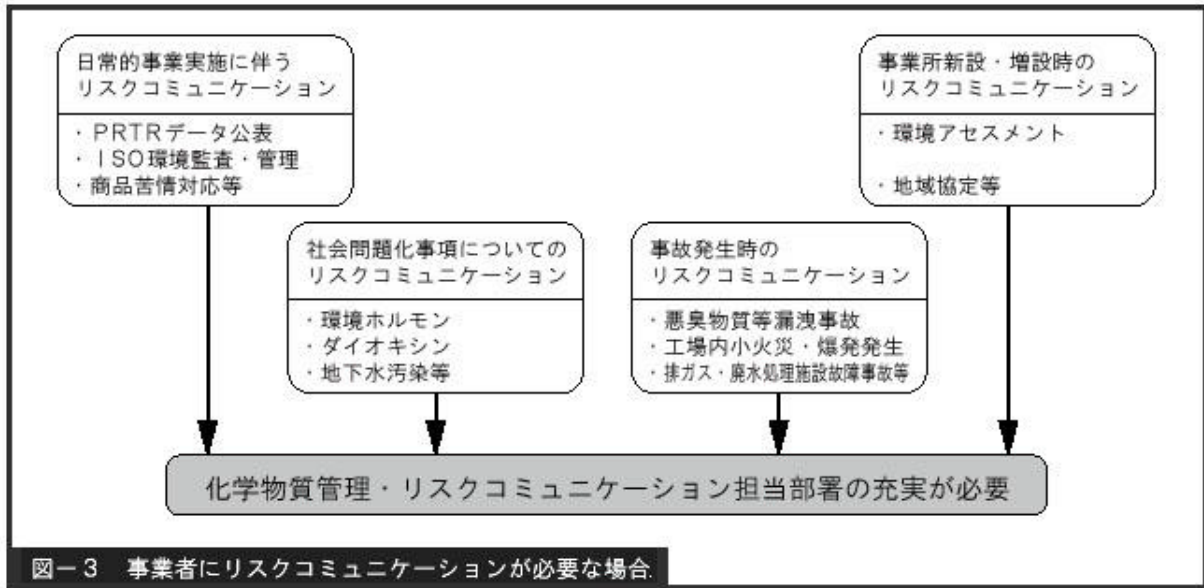 日常的事業実施に伴う
リスクコミュニケーション
・PRTRデータ公表
・ISO環境監査・管理
・商品苦情対応等
事業所新設・増設時の
リスクコミュニケーション
・環境アセスメント
・地域協定等
社会問題化事項についての
リスクコミュニケーション
・環境ホルモン
・ダイオキシン
・地下水汚染等
事故発生時の
リスクコミュニケーション
・悪臭物質等漏洩事故
・工場内小火災・爆発発生
・排ガス・廃水処理施設故障事故等
化学物質管理・リスクコミュニケーション担当部署の充実が必要
図－3　事業者にリスクコミュニケーションが必要な場合